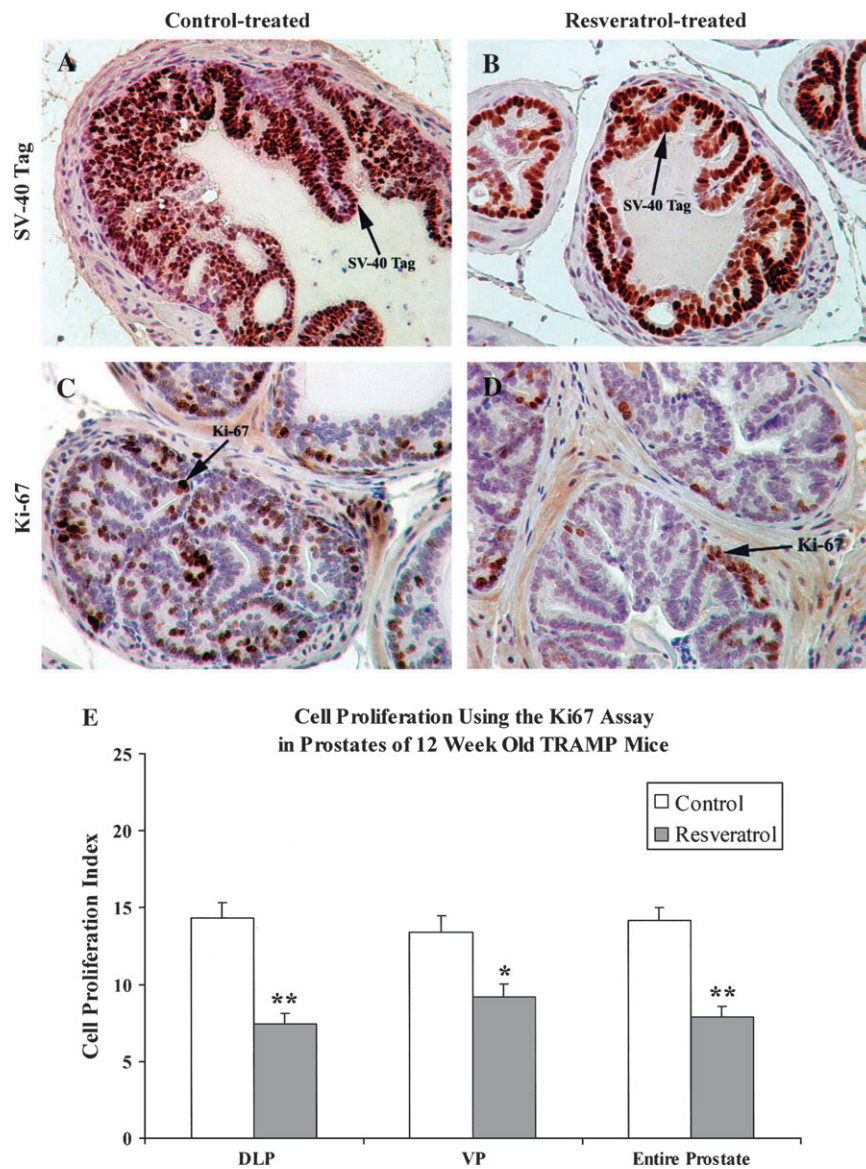 Control-treated
Resveratrol-treated
SV-40 Tag
A
SV-40 Tag
B
SV-40 Tag
Ki-67
C
Ki-67
D
Ki-67
E
Cell Proliferation Using the Ki67 Assay
in Prostates of 12 Week Old TRAMP Mice
Cell Proliferation Index
25
20
15
10
5
0
Control
Resveratrol
**
*
**
DLP
VP
Entire Prostate